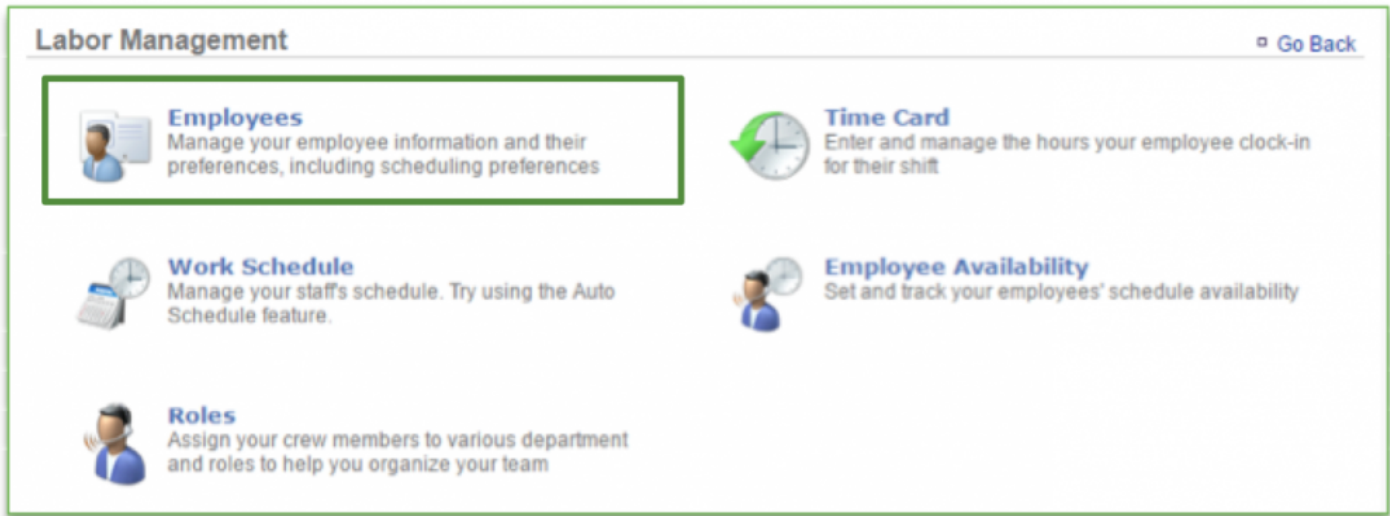 Labor Management
Go Back
Employees
Manage your employee information and their
preferences, including scheduling preferences
Time Card
Enter and manage the hours your employee clock-in
for their shift
Work Schedule
Manage your staff's schedule. Try using the Auto
Schedule feature.
Employee Availability
Set and track your employees' schedule availability
Roles
Assign your crew members to various department
and roles to help you organize your team